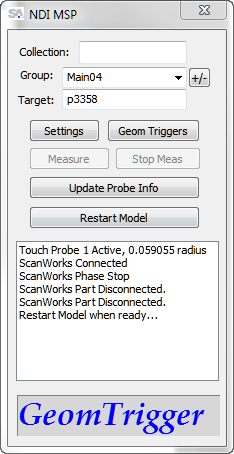 SA NDI MSP
Collection:
Group: Main04 +/-
Target: p3358
Settings Geom Triggers
Measure Stop Meas
Update Probe Info
Restart Model
Touch Probe 1 Active, 0.059055 radius
ScanWorks Connected
ScanWorks Phase Stop
ScanWorks Part Disconnected.
ScanWorks Part Disconnected.
Restart Model when ready...
GeomTrigger